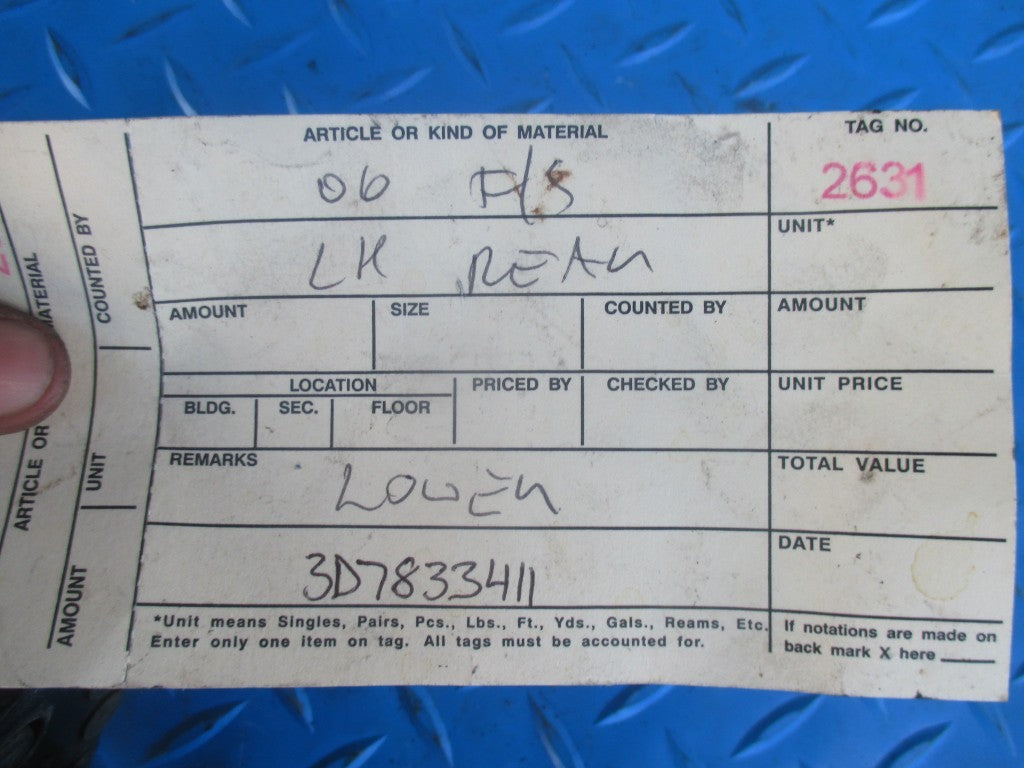 ARTICLE OR KIND OF MATERIAL
TAG NO.
06 F/S
2631
UNIT*
LH REAR
AMOUNT SIZE COUNTED BY AMOUNT
LOCATION PRICED BY CHECKED BY UNIT PRICE
BLDG. SEC. FLOOR
REMARKS
TOTAL VALUE
LOWER
DATE
3D7833411
*Unit means Singles, Pairs, Pcs., Lbs., Ft., Yds., Gals., Reams, Etc.
Enter only one item on tag. All tags must be accounted for.
If notations are made on
back mark X here
COUNTED BY
UNIT
AMOUNT
ARTICLE OR
MATERIAL